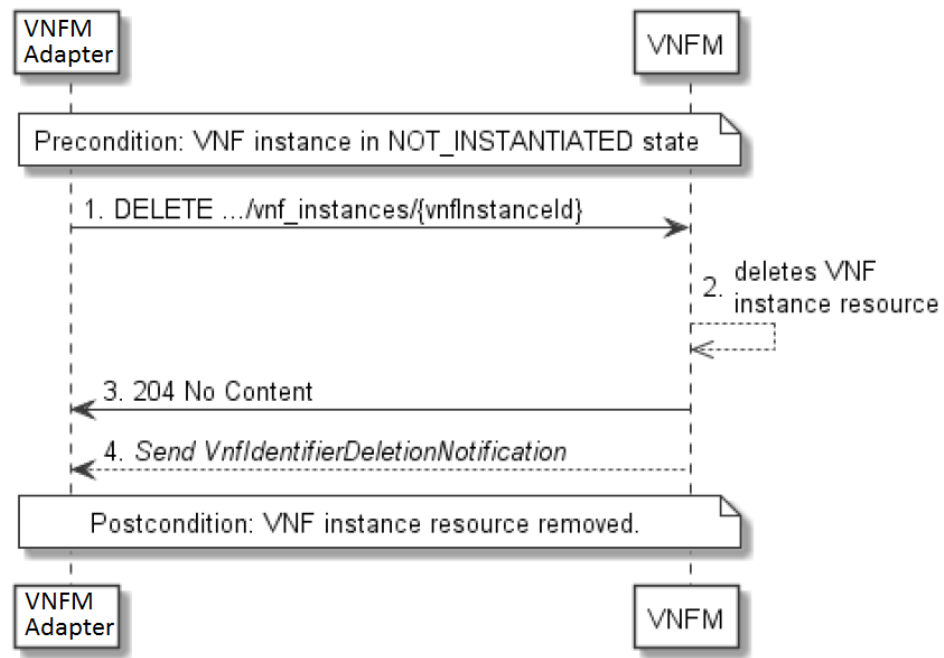 VNFM
Adapter
VNFM
Precondition: VNF instance in NOT_INSTANTIATED state
1. DELETE .../vnf_instances/{vnfInstanceId}
2. deletes VNF
instance resource
3. 204 No Content
4. Send VnfIdentifierDeletionNotification
Postcondition: VNF instance resource removed.
VNFM
Adapter
VNFM